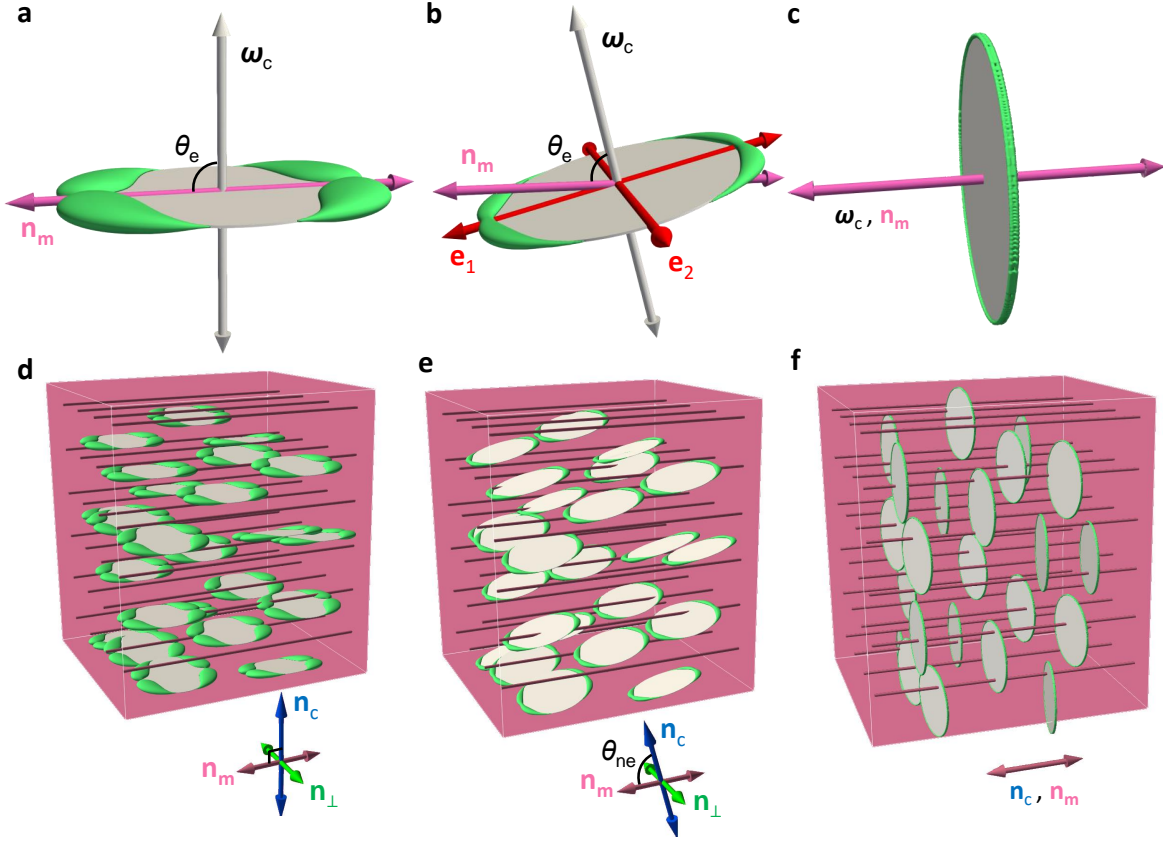 a
b
c
ω_c
ω_c
θ_e
θ_e
n_m
n_m
e_1
e_2
ω_c, n_m
d
e
f
n_c
n_m
n_⊥
n_c
θ_ne
n_m
n_⊥
n_c, n_m